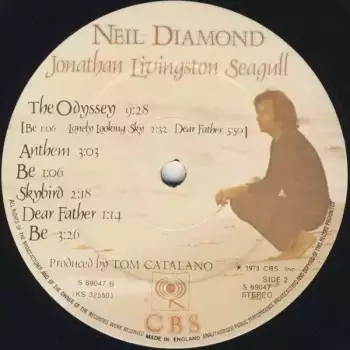 NEIL DIAMOND
Jonathan Livingston Seagull
The Odyssey 9:28
[Be 1:06 Lonely Looking Sky 2:32 Dear Father 5:50]
Anthem 3:03
Be 1:06
Skybird 2:18
Dear Father 1:14
Be 3:26
Produced by TOM CATALANO
℗ 1973 CBS Inc.
S 69047 B
(KS 32550)
SIDE 2
S 69047
STEREO
CBS
MADE IN ENGLAND